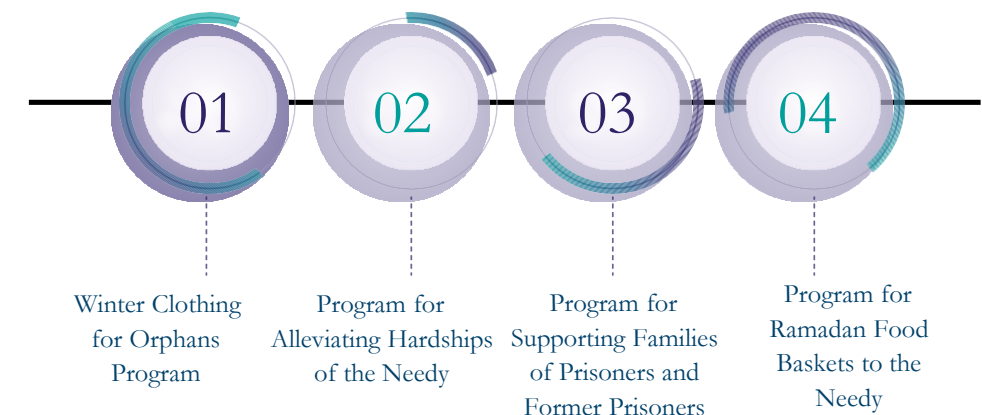 01
02
03
04
Winter Clothing
for Orphans
Program
Program for
Alleviating Hardships
of the Needy
Program for
Supporting Families
of Prisoners and
Former Prisoners
Program for
Ramadan Food
Baskets to the
Needy